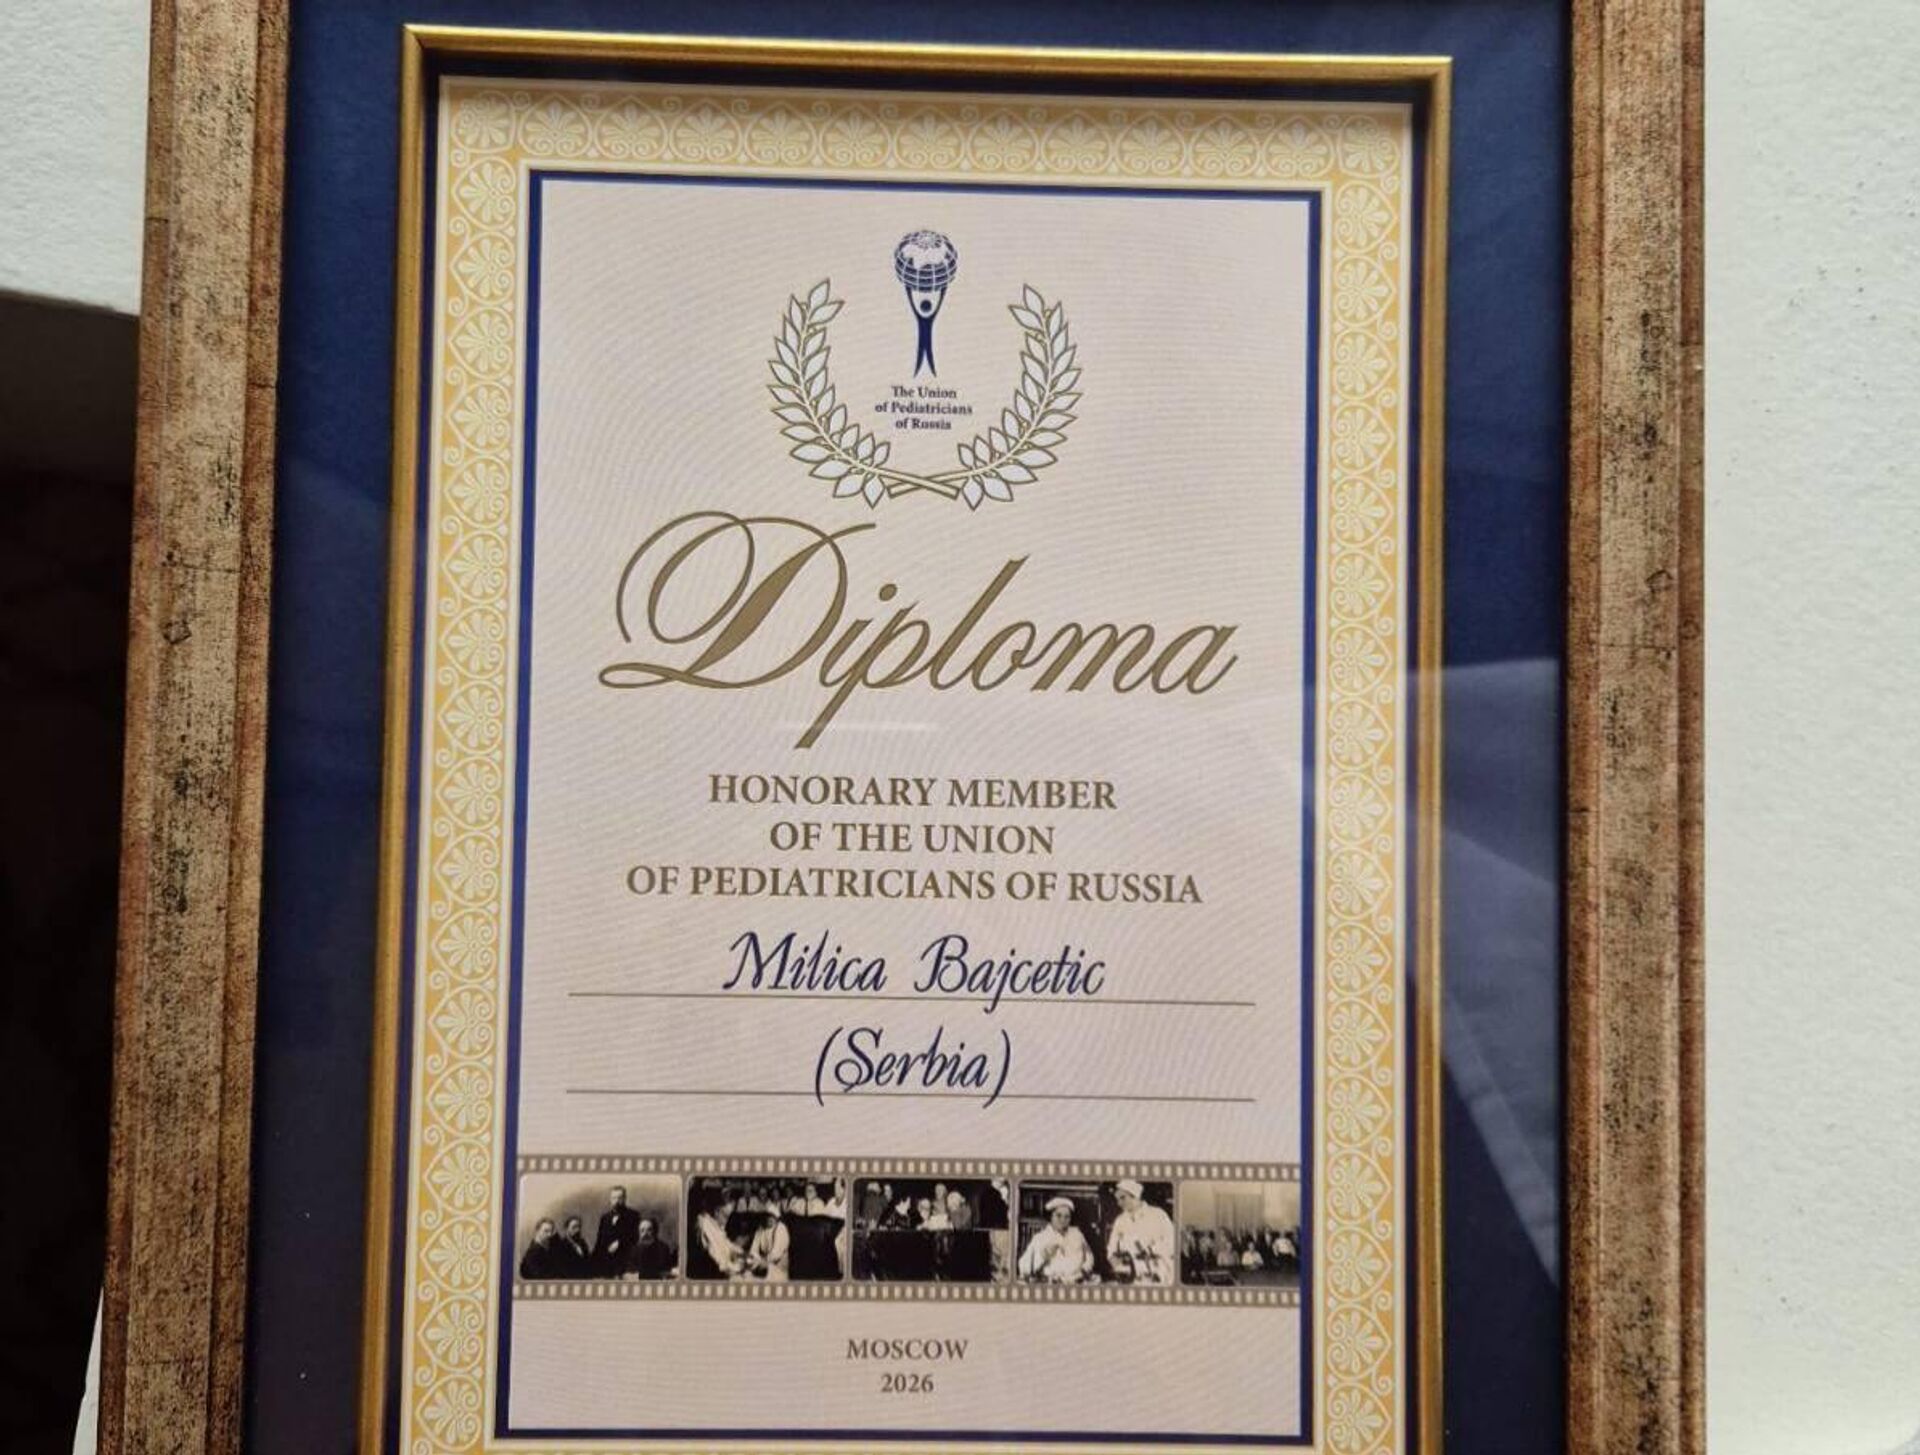 The Union
of Pediatricians
of Russia
Diploma
HONORARY MEMBER
OF THE UNION
OF PEDIATRICIANS OF RUSSIA
Milica Bajcetic
(Serbia)
MOSCOW
2026